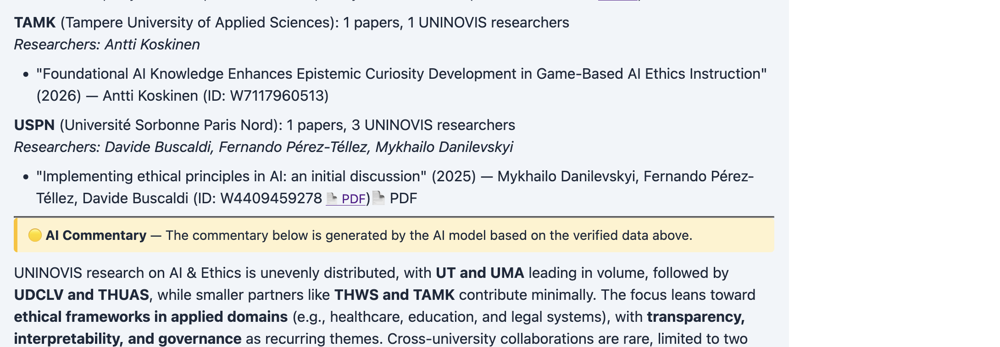 TAMK (Tampere University of Applied Sciences): 1 papers, 1 UNINOVIS researchers
Researchers: Antti Koskinen
• "Foundational AI Knowledge Enhances Epistemic Curiosity Development in Game-Based AI Ethics Instruction"
(2026) — Antti Koskinen (ID: W7117960513)
USPN (Université Sorbonne Paris Nord): 1 papers, 3 UNINOVIS researchers
Researchers: Davide Buscaldi, Fernando Pérez-Téllez, Mykhailo Danilevskyi
• "Implementing ethical principles in AI: an initial discussion" (2025) — Mykhailo Danilevskyi, Fernando Pérez-
Téllez, Davide Buscaldi (ID: W4409459278 PDF) PDF
AI Commentary — The commentary below is generated by the AI model based on the verified data above.
UNINOVIS research on AI & Ethics is unevenly distributed, with UT and UMA leading in volume, followed by
UDCLV and THUAS, while smaller partners like THWS and TAMK contribute minimally. The focus leans toward
ethical frameworks in applied domains (e.g., healthcare, education, and legal systems), with transparency,
interpretability, and governance as recurring themes. Cross-university collaborations are rare, limited to two